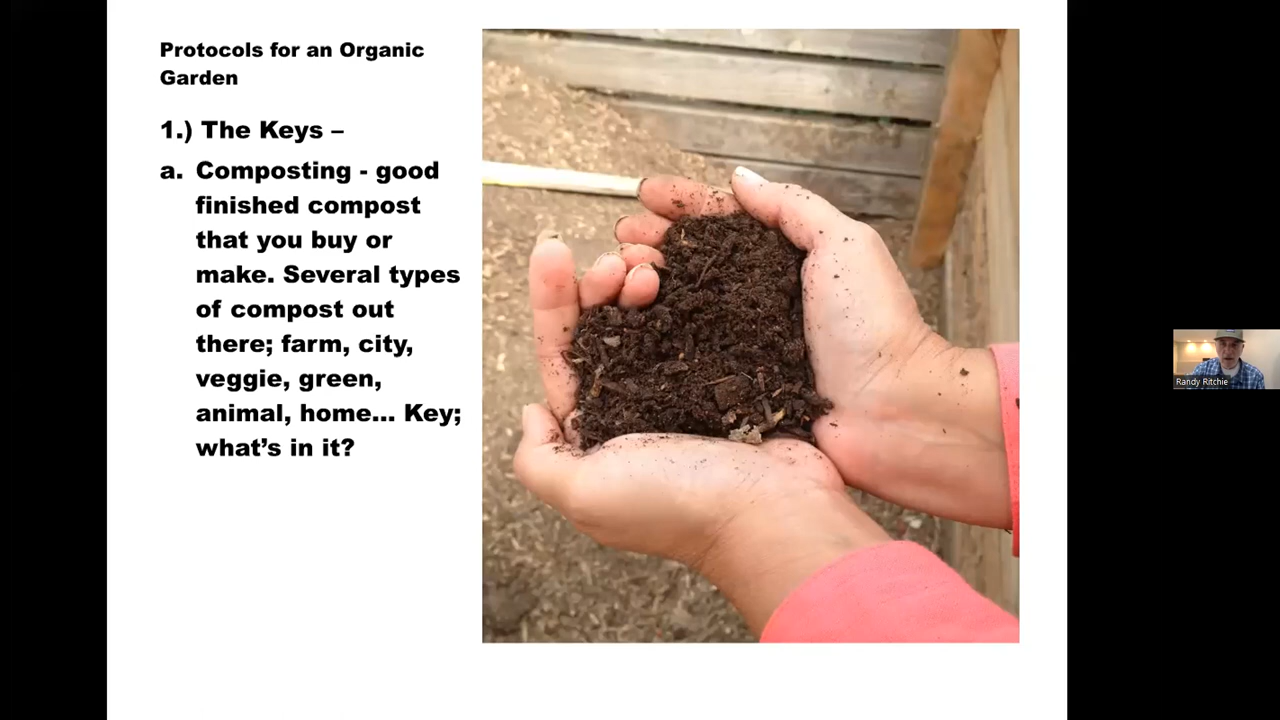 Protocols for an Organic
Garden
1.) The Keys –
a. Composting - good
finished compost
that you buy or
make. Several types
of compost out
there; farm, city,
veggie, green,
animal, home... Key;
what’s in it?
Randy Ritchie